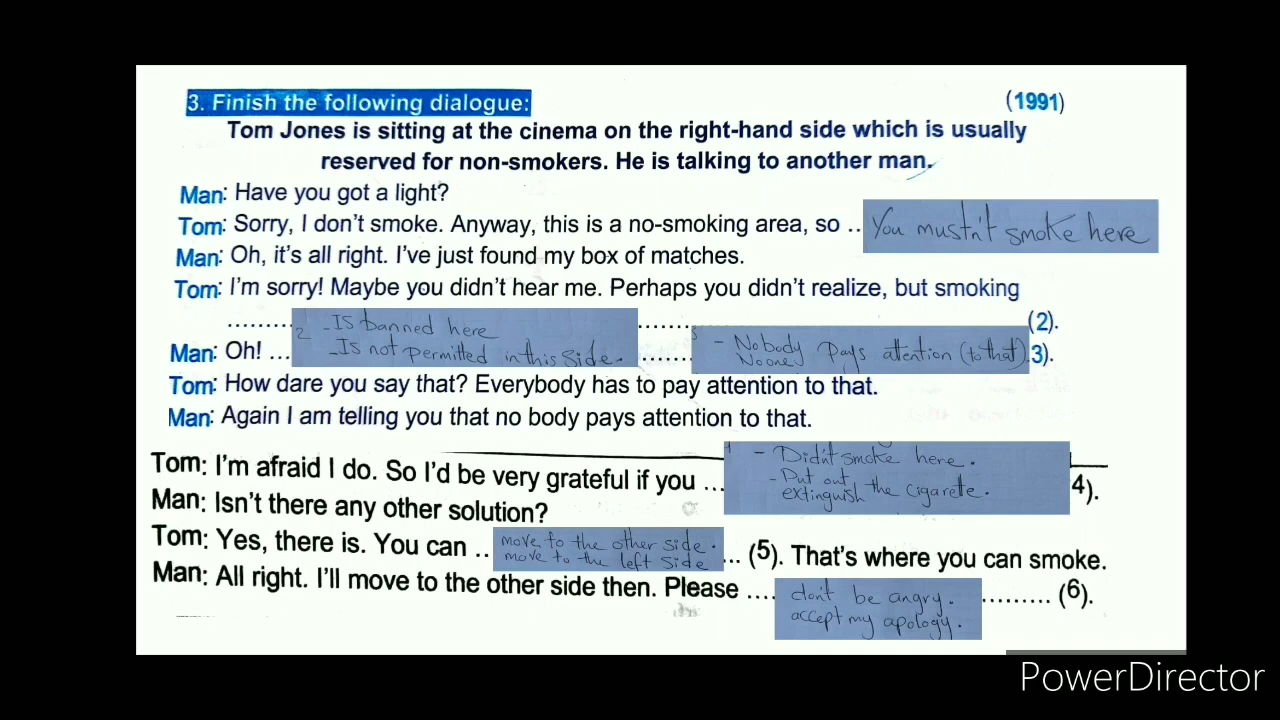 3. Finish the following dialogue: (1991)
Tom Jones is sitting at the cinema on the right-hand side which is usually
reserved for non-smokers. He is talking to another man.
Man: Have you got a light?
Tom: Sorry, I don't smoke. Anyway, this is a no-smoking area, so .. You mustn't smoke here
Man: Oh, it's all right. I've just found my box of matches.
Tom: I'm sorry! Maybe you didn't hear me. Perhaps you didn't realize, but smoking
......... 2 - Is banned here ......... (2).
- Is not permitted in this side.
Man: Oh! ... ...... 3 - Nobody pays attention (to that) 3).
No one
Tom: How dare you say that? Everybody has to pay attention to that.
Man: Again I am telling you that no body pays attention to that.
Tom: I'm afraid I do. So I'd be very grateful if you ... 4 - Didn't smoke here. 4).
- Put out
extinguish the cigarete.
Man: Isn't there any other solution?
Tom: Yes, there is. You can .. move to the other side. ... (5). That's where you can smoke.
move to the left side
Man: All right. I'll move to the other side then. Please .... don't be angry. ......... (6).
accept my apology.
PowerDirector